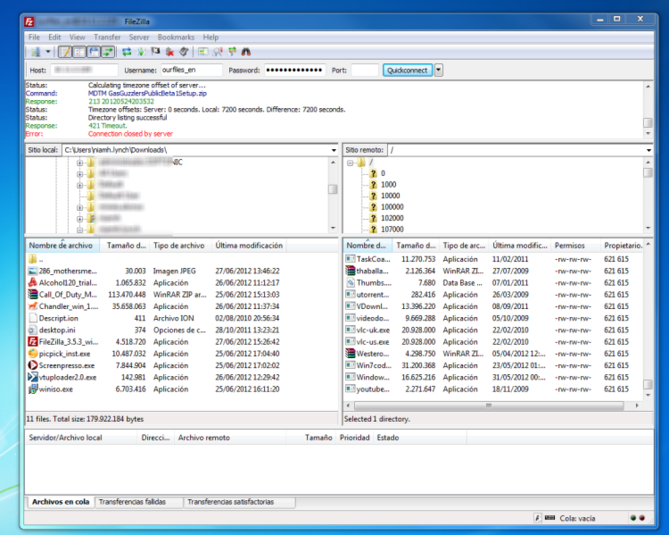 FileZilla
File Edit View Transfer Server Bookmarks Help
Host: Username: ourfiles_en Password: ••••••••••••• Port: Quickconnect
Status: Calculating timezone offset of server...
Command: MDTM GasGuzzlersPublicBeta1Setup.zip
Response: 213 20120524203532
Status: Timezone offsets: Server: 0 seconds. Local: 7200 seconds. Difference: 7200 seconds.
Status: Directory listing successful
Response: 421 Timeout.
Error: Connection closed by server
Sitio local: C:\Users\niamh.lynch\Downloads\
Sitio remoto: /
/
0
1000
10000
100000
102000
107000
Nombre de archivo Tamaño d... Tipo de archivo Última modificación
..
286_mothersme... 30.003 Imagen JPEG 27/06/2012 13:46:22
Alcohol120_trial... 1.065.832 Aplicación 26/06/2012 11:12:17
Call_Of_Duty_M... 113.470.448 WinRAR ZIP ar... 25/06/2012 15:13:03
Chandler_win_1.... 35.658.063 Aplicación 26/06/2012 11:37:34
Descript.ion 411 Archivo ION 02/08/2010 20:56:34
desktop.ini 374 Opciones de c... 28/10/2011 13:23:21
FileZilla_3.5.3_wi... 4.518.720 Aplicación 27/06/2012 15:26:42
picpick_inst.exe 10.487.032 Aplicación 25/06/2012 17:04:40
Screenpresso.exe 7.844.904 Aplicación 25/06/2012 17:02:02
vtuploader2.0.exe 142.981 Aplicación 26/06/2012 12:29:42
winiso.exe 6.703.416 Aplicación 25/06/2012 16:11:20
11 files. Total size: 179.922.184 bytes
Nombre d... Tamaño d... Tipo de arc... Última modific... Permisos Propietario...
TaskCoa... 11.270.753 Aplicación 11/02/2011 -rw-rw-rw- 621 615
thaballa... 2.126.364 WinRAR ZI... 27/07/2009 -rw-rw-rw- 621 615
Thumbs.... 7.680 Data Base ... 07/01/2011 -rw-rw-rw- 621 615
utorrent... 282.416 Aplicación 26/03/2009 -rw-rw-rw- 621 615
VDownl... 13.396.220 Aplicación 08/09/2011 -rw-rw-rw- 621 615
videodo... 9.669.288 Aplicación 05/10/2009 -rw-rw-rw- 621 615
vlc-uk.exe 20.928.000 Aplicación 22/02/2010 -rw-rw-rw- 621 615
vlc-us.exe 20.928.000 Aplicación 22/02/2010 -rw-rw-rw- 621 615
Westero... 4.298.750 WinRAR ZI... 05/04/2012 12:... -rw-rw-rw- 621 615
Win7cod... 31.200.368 Aplicación 23/05/2012 01:... -rw-rw-rw- 621 615
Window... 16.625.216 Aplicación 31/05/2012 00:... -rw-rw-rw- 621 615
youtube... 2.271.647 Aplicación 18/11/2009 -rw-rw-rw- 621 615
Selected 1 directory.
Servidor/Archivo local Direcci... Archivo remoto Tamaño Prioridad Estado
Archivos en cola Transferencias fallidas Transferencias satisfactorias
Cola: vacía